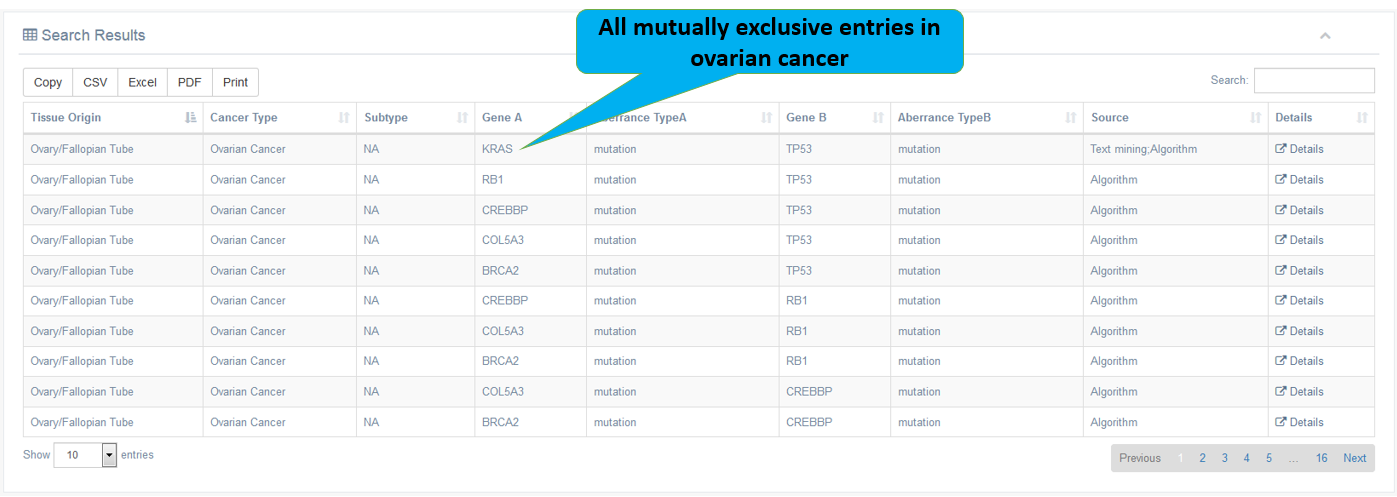 All mutually exclusive entries in
ovarian cancer
Search Results
Copy CSV Excel PDF Print Search:
Tissue Origin Cancer Type Subtype Gene A Aberrance TypeA Gene B Aberrance TypeB Source Details
Ovary/Fallopian Tube Ovarian Cancer NA KRAS mutation TP53 mutation Text mining;Algorithm Details
Ovary/Fallopian Tube Ovarian Cancer NA RB1 mutation TP53 mutation Algorithm Details
Ovary/Fallopian Tube Ovarian Cancer NA CREBBP mutation TP53 mutation Algorithm Details
Ovary/Fallopian Tube Ovarian Cancer NA COL5A3 mutation TP53 mutation Algorithm Details
Ovary/Fallopian Tube Ovarian Cancer NA BRCA2 mutation TP53 mutation Algorithm Details
Ovary/Fallopian Tube Ovarian Cancer NA CREBBP mutation RB1 mutation Algorithm Details
Ovary/Fallopian Tube Ovarian Cancer NA COL5A3 mutation RB1 mutation Algorithm Details
Ovary/Fallopian Tube Ovarian Cancer NA BRCA2 mutation RB1 mutation Algorithm Details
Ovary/Fallopian Tube Ovarian Cancer NA COL5A3 mutation CREBBP mutation Algorithm Details
Ovary/Fallopian Tube Ovarian Cancer NA BRCA2 mutation CREBBP mutation Algorithm Details
Show 10 entries Previous 1 2 3 4 5 ... 16 Next